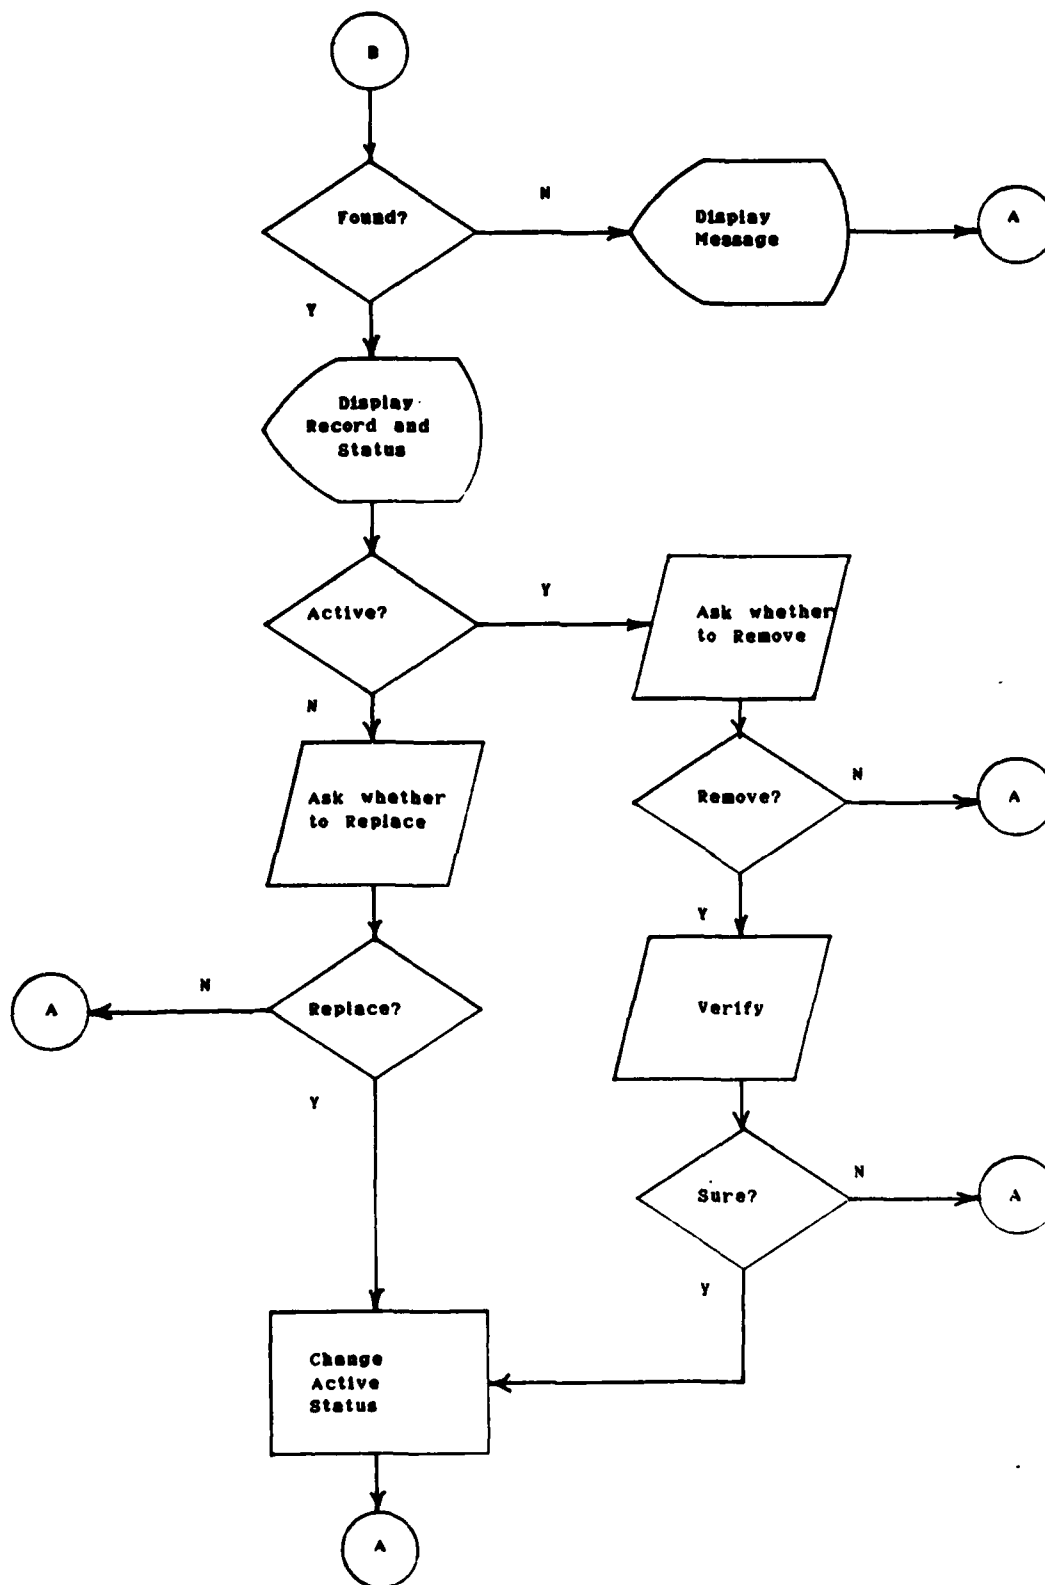 B
Found?
N
Display
Message
A
Y
Display
Record and
Status
Active?
Y
Ask whether
to Remove
N
Ask whether
to Replace
Remove?
N
A
Y
Verify
Replace?
N
A
Y
Sure?
N
A
Y
Change
Active
Status
A